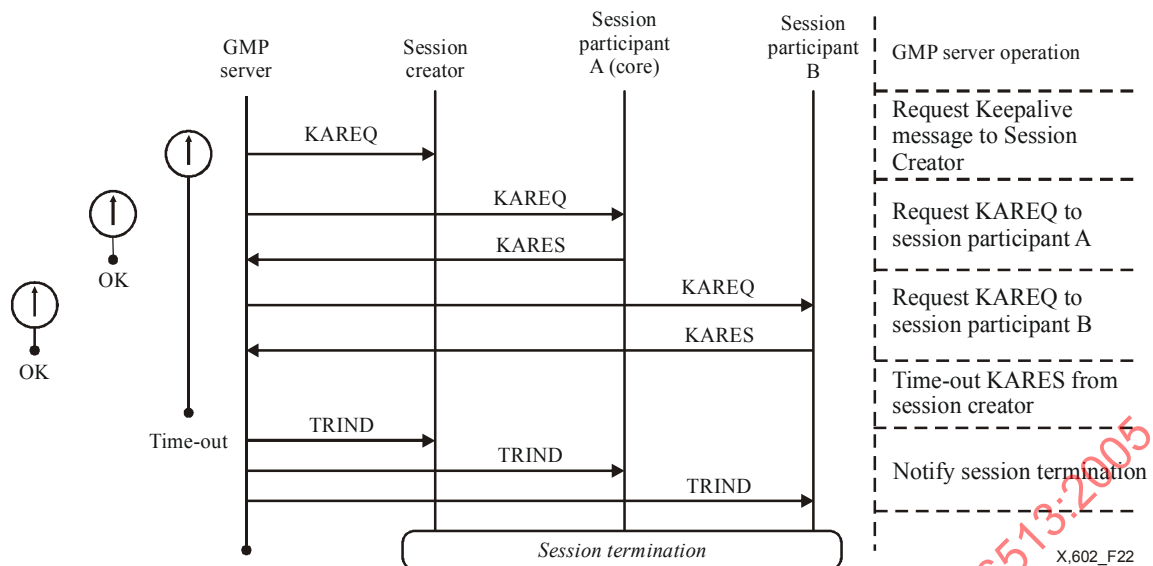 GMP
server
Session
creator
Session
participant
A (core)
Session
participant
B
GMP server operation
KAREQ
Request Keepalive
message to Session
Creator
KAREQ
Request KAREQ to
session participant A
KARES
OK
KAREQ
Request KAREQ to
session participant B
KARES
OK
Time-out KARES from
session creator
Time-out
TRIND
TRIND
Notify session termination
TRIND
Session termination
6513:2005
X,602_F22